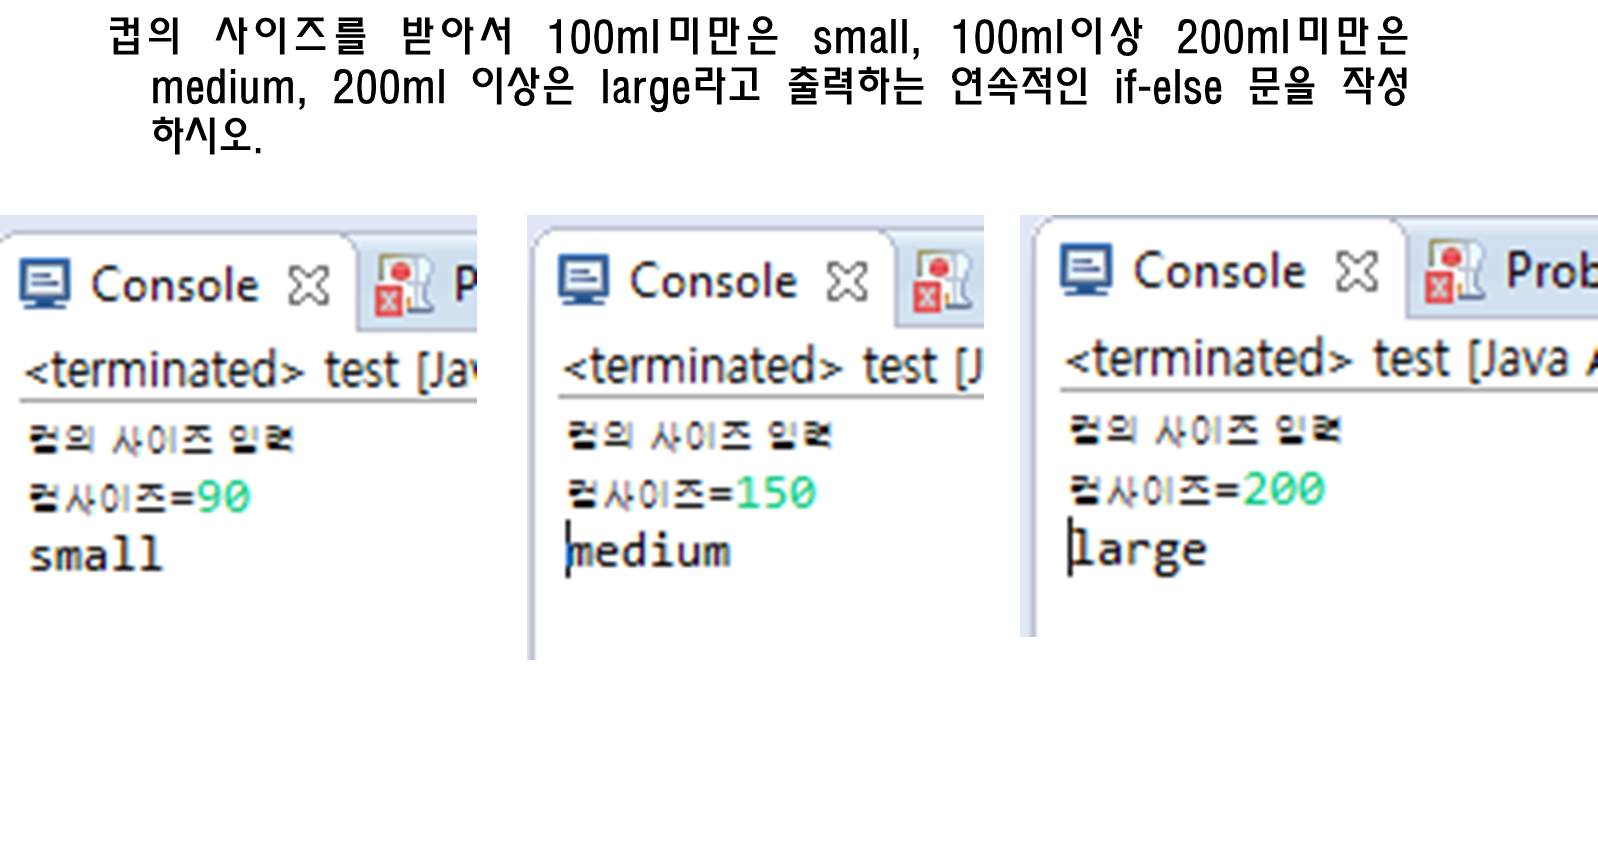 컵의 사이즈를 받아서 100ml미만은 small, 100ml이상 200ml미만은
medium, 200ml 이상은 large라고 출력하는 연속적인 if-else 문을 작성
하시오.
Console P
<terminated> test [Jav
컵의 사이즈 입력
컵사이즈=90
small
Console
<terminated> test [J
컵의 사이즈 입력
컵사이즈=150
medium
Console Prob
<terminated> test [Java A
컵의 사이즈 입력
컵사이즈=200
large